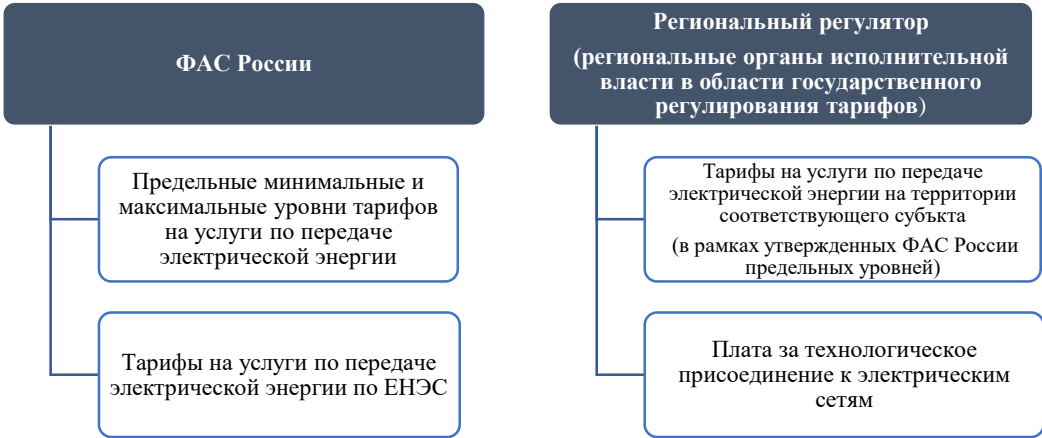 ФАС России
Предельные минимальные и
максимальные уровни тарифов
на услуги по передаче
электрической энергии
Тарифы на услуги по передаче
электрической энергии по ЕНЭС
Региональный регулятор
(региональные органы исполнительной
власти в области государственного
регулирования тарифов)
Тарифы на услуги по передаче
электрической энергии на территории
соответствующего субъкта
(в рамках утвержденных ФАС России
предельных уровней)
Плата за технологическое
присоединение к электрическим
сетям